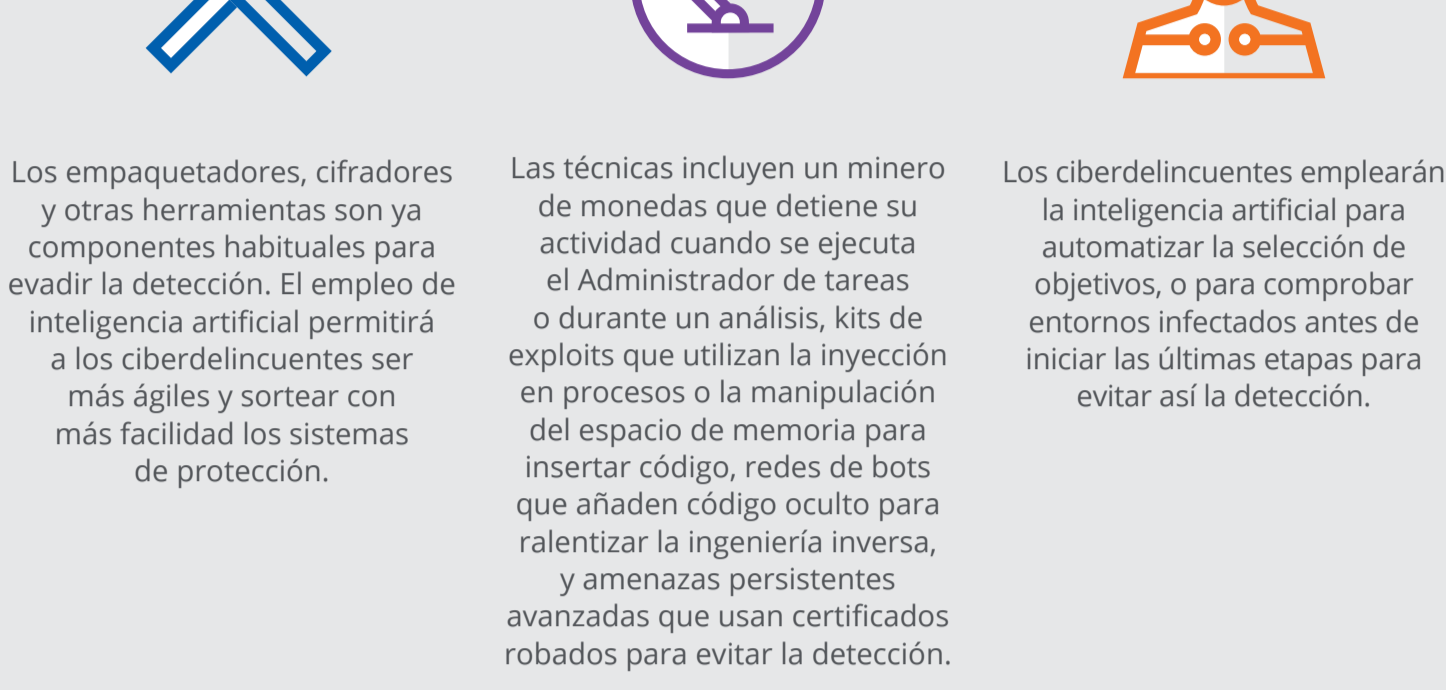 Los empaquetadores, cifradores
y otras herramientas son ya
componentes habituales para
evadir la detección. El empleo de
inteligencia artificial permitirá
a los ciberdelincuentes ser
más ágiles y sortear con
más facilidad los sistemas
de protección.
Las técnicas incluyen un minero
de monedas que detiene su
actividad cuando se ejecuta
el Administrador de tareas
o durante un análisis, kits de
exploits que utilizan la inyección
en procesos o la manipulación
del espacio de memoria para
insertar código, redes de bots
que añaden código oculto para
ralentizar la ingeniería inversa,
y amenazas persistentes
avanzadas que usan certificados
robados para evitar la detección.
Los ciberdelincuentes emplearán
la inteligencia artificial para
automatizar la selección de
objetivos, o para comprobar
entornos infectados antes de
iniciar las últimas etapas para
evitar así la detección.